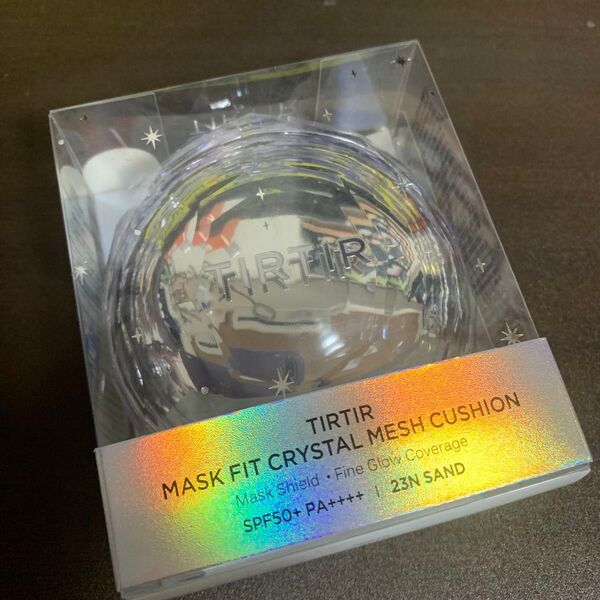 TIRTIR
TIRTIR
MASK FIT CRYSTAL MESH CUSHION
Mask Shield • Fine Glow Coverage
SPF50+ PA++++ | 23N SAND